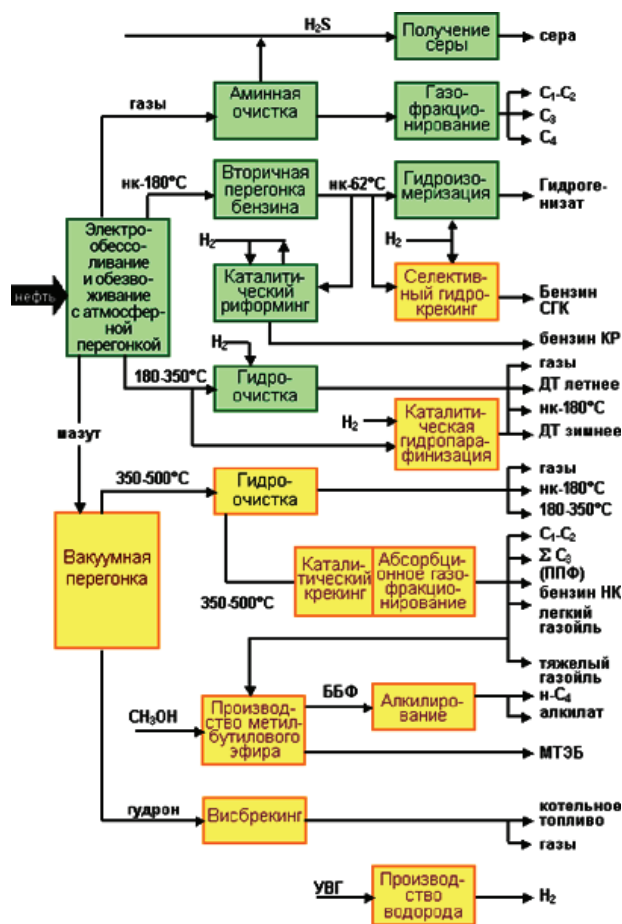 H₂S
Получение
серы
сера
газы
Аминная
очистка
Газо-
фракцио-
нирование
C₁-C₂
C₃
C₄
нк-180°C
Вторичная
перегонка
бензина
нк-62°C
Гидроизо-
меризация
Гидроге-
низат
Электро-
обессо-
ливание
и обезво-
живание
с атмосфер-
ной
перегонкой
нефть
H₂
Каталити-
ческий
риформинг
H₂
Селектив-
ный гидро-
крекинг
Бензин
СГК
бензин КР
H₂
180-350°C
Гидро-
очистка
газы
ДТ летнее
нк-180°C
ДТ зимнее
H₂
Каталити-
ческая
гидропара-
финизация
мазут
350-500°C
Гидро-
очистка
газы
нк-180°C
180-350°C
Вакуумная
перегонка
350-500°C
Каталити-
ческий
крекинг
Абсорбци-
онное газо-
фракцио-
нирование
C₁-C₂
Σ C₃
(ППФ)
бензин НК
легкий
газойль
тяжелый
газойль
CH₃OH
Производ-
ство метил-
бутилового
эфира
ББФ
Алкилиро-
вание
н-C₄
алкилат
МТЭБ
гудрон
Висбрекинг
котельное
топливо
газы
УВГ
Производ-
ство
водорода
H₂